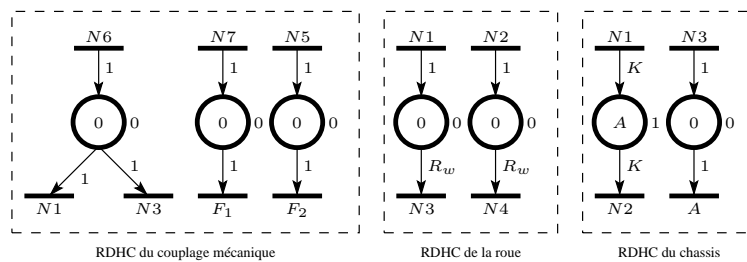 N6 N7 N5 N1 N2 N1 N3
1 1 1 1 1 K 1
0 0 0 0 0 0 0 0 0 0 A 1 0 0
1 1 1 1 R_w R_w K 1
N1 N3 F_1 F_2 N3 N4 N2 A
RDHC du couplage mécanique RDHC de la roue RDHC du chassis